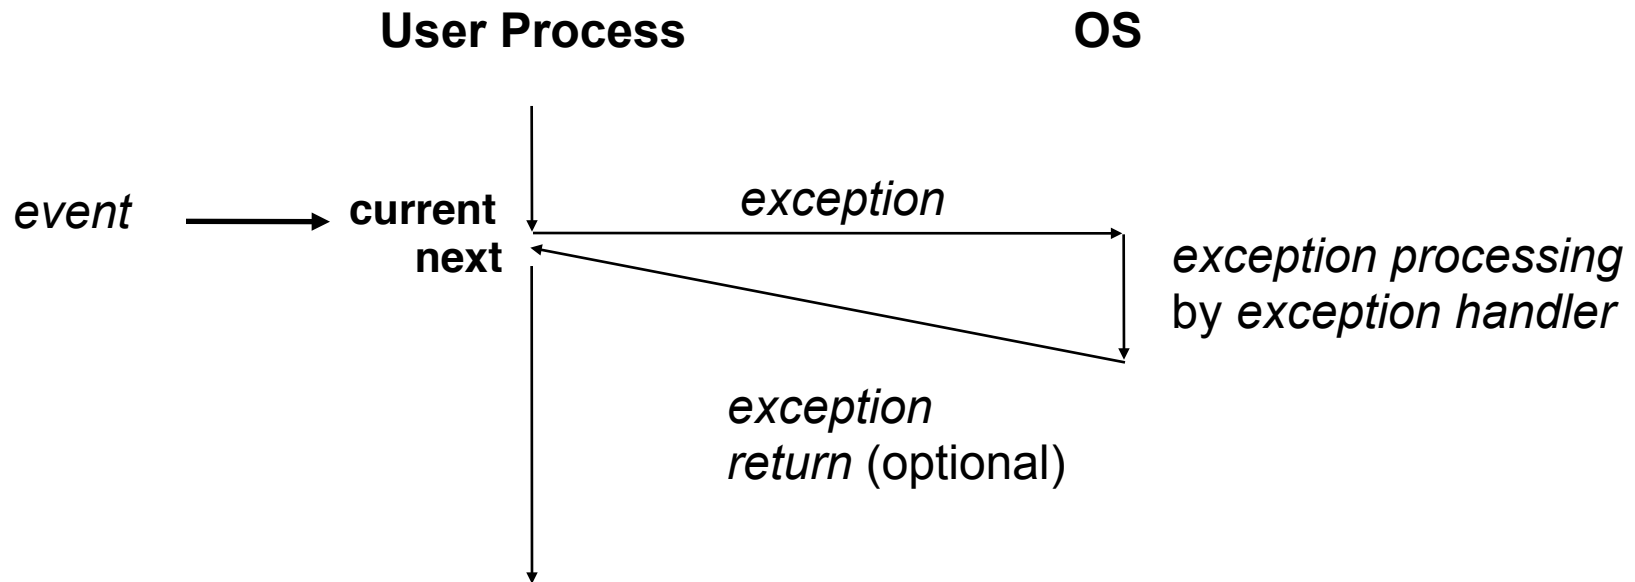 User Process
OS
event
current
next
exception
exception processing
by exception handler
exception
return (optional)